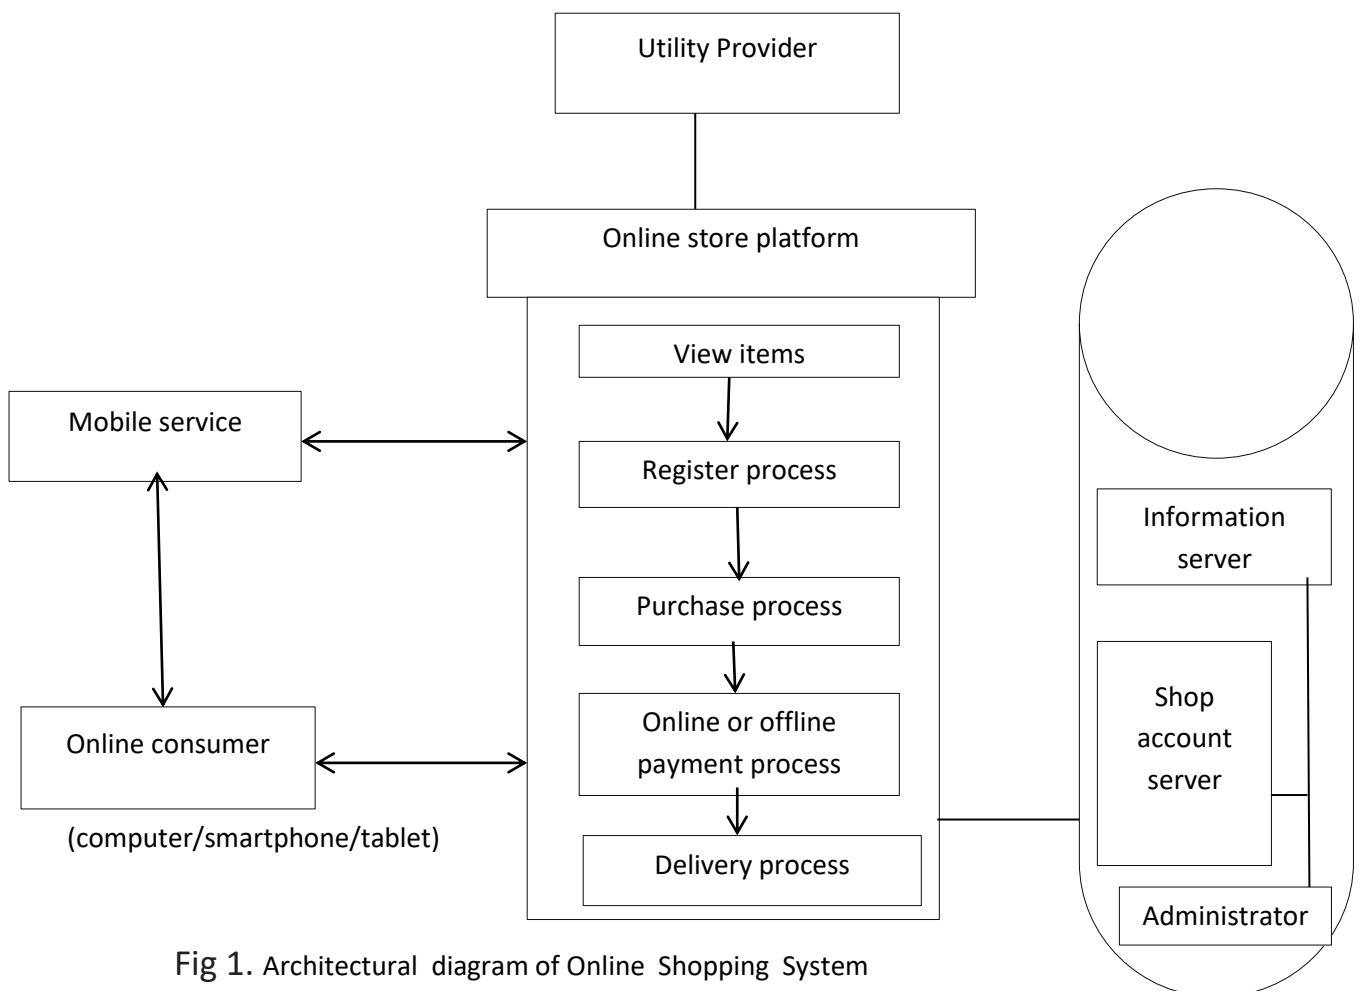 Utility Provider
Online store platform
View items
Mobile service
Register process
Information
server
Purchase process
Shop
account
server
Online or offline
payment process
Online consumer
(computer/smartphone/tablet)
Delivery process
Administrator
Fig 1. Architectural diagram of Online Shopping System